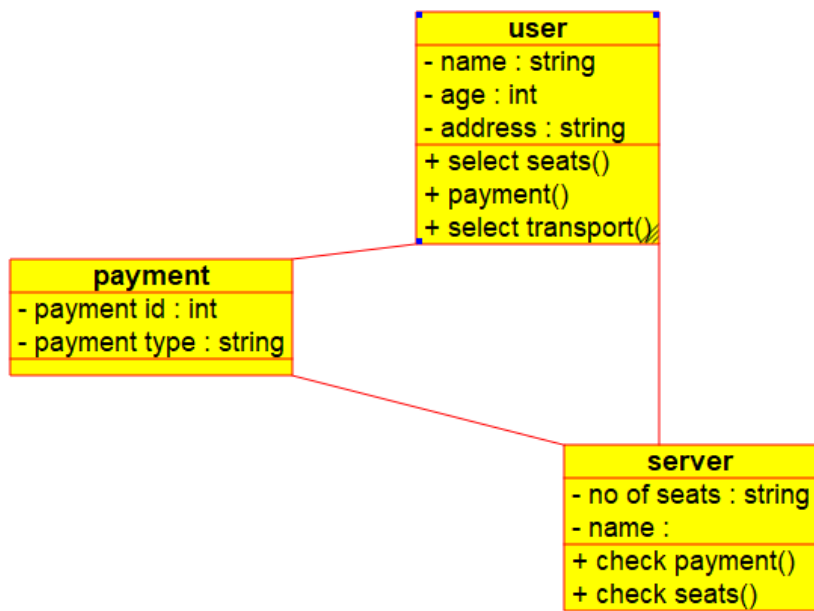 user
- name : string
- age : int
- address : string
+ select seats()
+ payment()
+ select transport()
payment
- payment id : int
- payment type : string
server
- no of seats : string
- name :
+ check payment()
+ check seats()